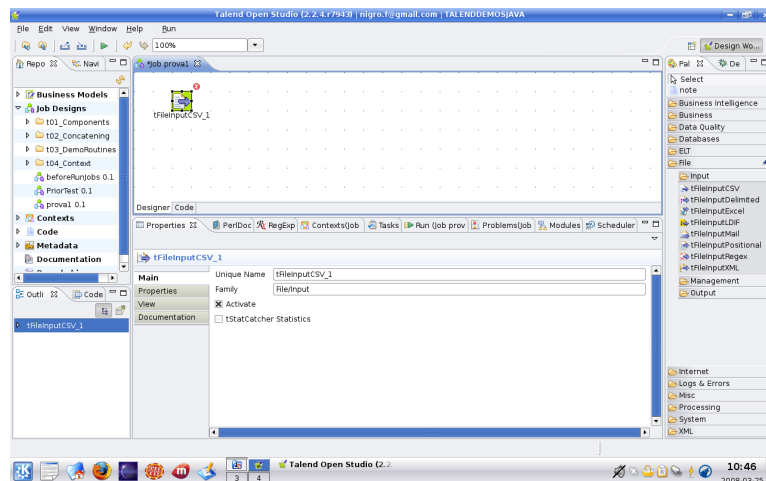 Talend Open Studio (2.2.4.r7943) | nigro.f@gmail.com | TALENDDEMOSJAVA
File Edit View Window Help Run
100%
Design Wo...
Repo Navi
*Job prova1
Pal De
Business Models
Job Designs
t01_Components
t02_Concatening
t03_DemoRoutines
t04_Context
beforeRunJobs 0.1
PriorTest 0.1
prova1 0.1
Contexts
Code
Metadata
Documentation
Outli Code
tFileInputCSV_1
tFileInputCSV_1
Designer Code
Properties PerlDoc RegExp Contexts(Job Tasks Run (Job prov Problems(Job Modules Scheduler
tFileInputCSV_1
Main
Properties
View
Documentation
Unique Name tFileInputCSV_1
Family File/Input
Activate
tStatCatcher Statistics
Select
note
Business Intelligence
Business
Data Quality
Databases
ELT
File
Input
tFileInputCSV
tFileInputDelimited
tFileInputExcel
tFileInputLDIF
tFileInputMail
tFileInputPositional
tFileInputRegex
tFileInputXML
Management
Output
Internet
Logs & Errors
Misc
Processing
System
XML
3 4
Talend Open Studio (2.2
10:46
2008-03-25